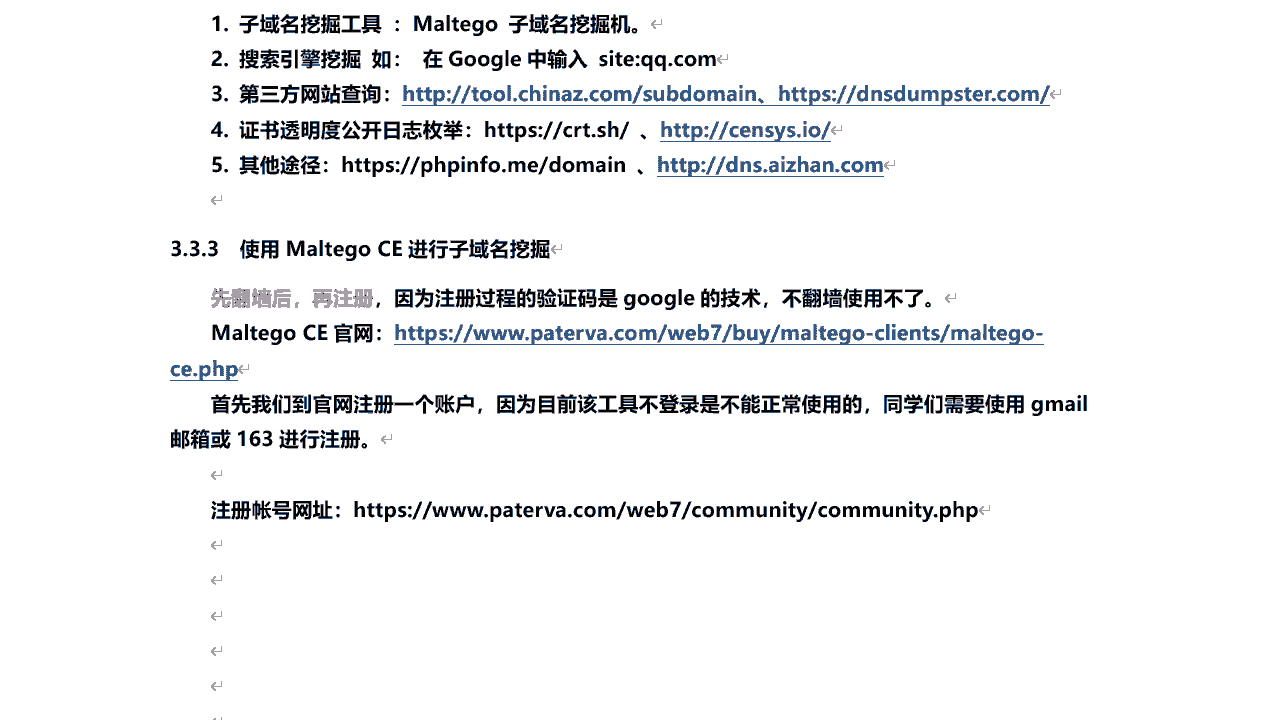 1. 子域名挖掘工具 ：Maltego 子域名挖掘机。
2. 搜索引擎挖掘 如： 在 Google 中输入 site:qq.com
3. 第三方网站查询：http://tool.chinaz.com/subdomain、https://dnsdumpster.com/
4. 证书透明度公开日志枚举：https://crt.sh/ 、http://censys.io/
5. 其他途径：https://phpinfo.me/domain 、http://dns.aizhan.com
3.3.3 使用 Maltego CE 进行子域名挖掘
先翻墙后，再注册，因为注册过程的验证码是 google 的技术，不翻墙使用不了。
Maltego CE 官网：https://www.paterva.com/web7/buy/maltego-clients/maltego-
ce.php
首先我们到官网注册一个账户，因为目前该工具不登录是不能正常使用的，同学们需要使用 gmail
邮箱或 163 进行注册。
注册帐号网址：https://www.paterva.com/web7/community/community.php